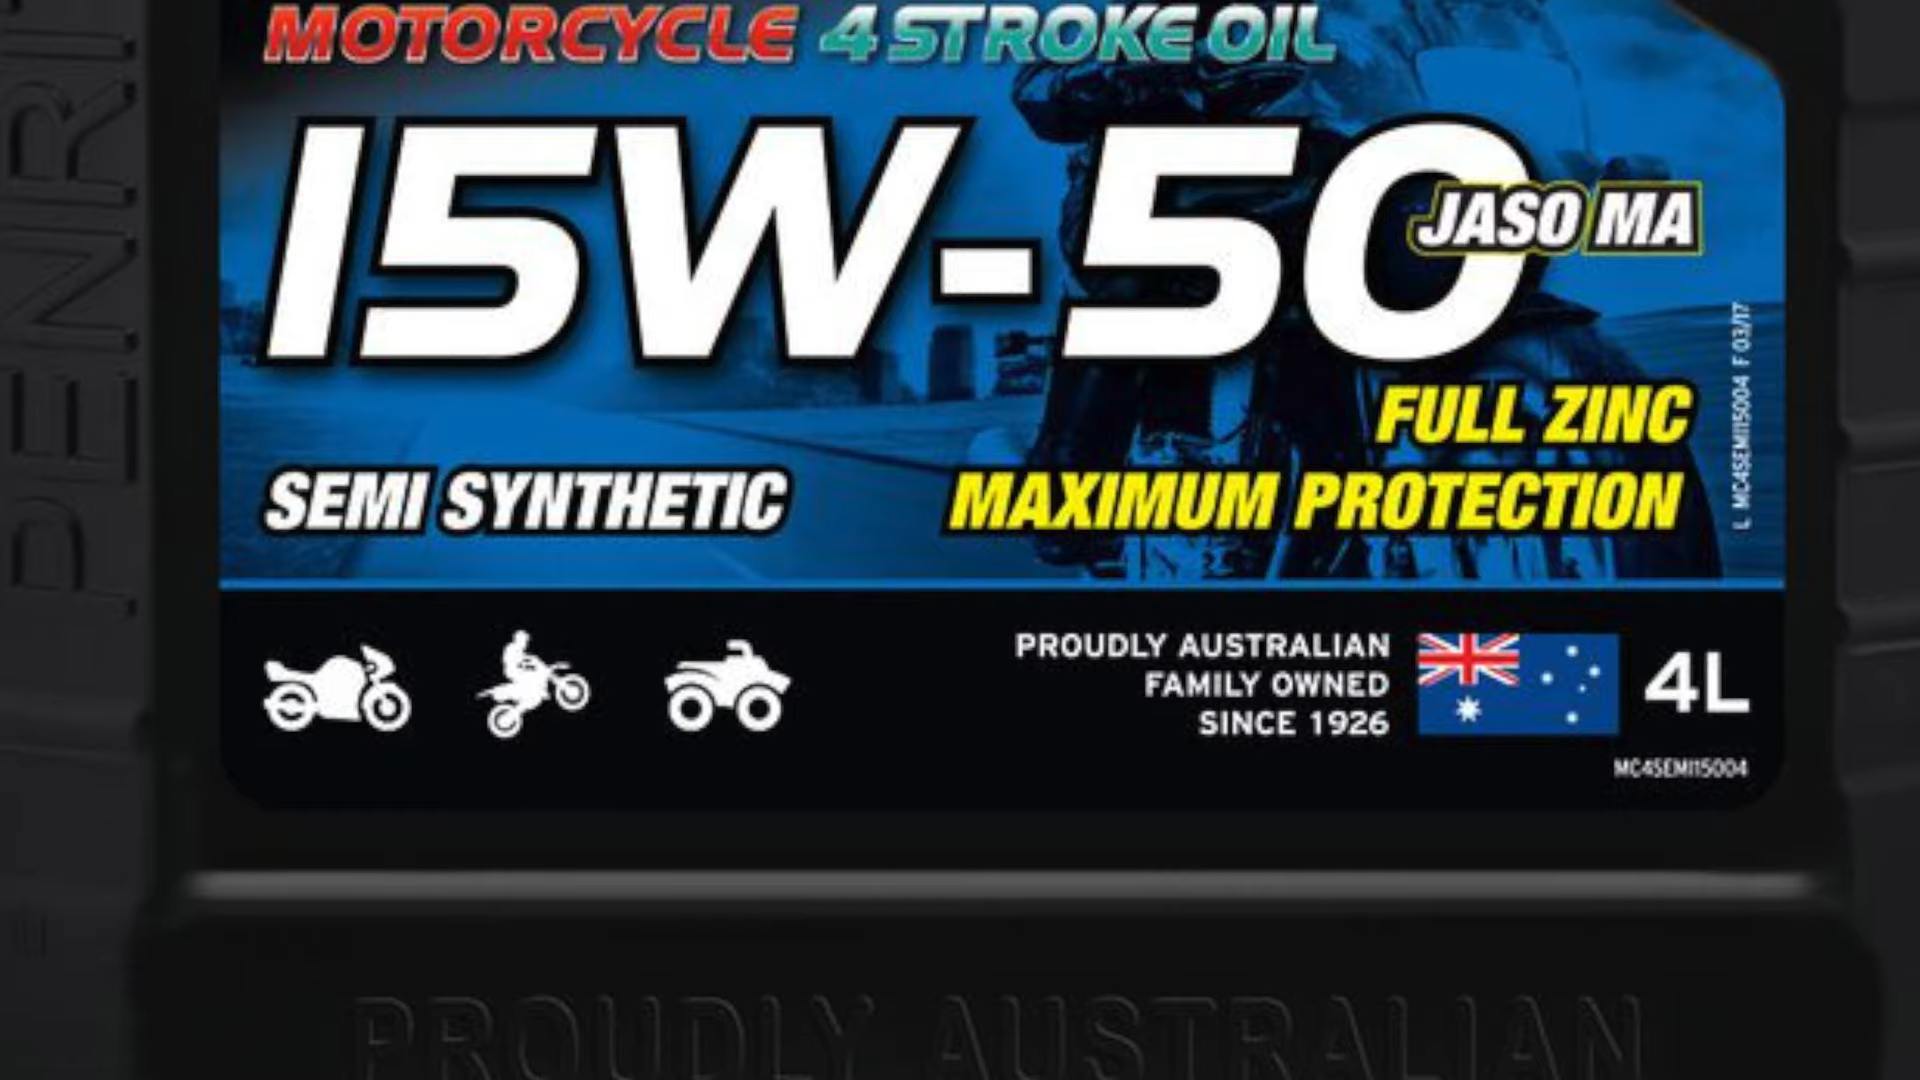 MOTORCYCLE 4 STROKE OIL
15W-50
JASO MA
FULL ZINC
SEMI SYNTHETIC
MAXIMUM PROTECTION
L MC4SEMI15004 F 03/17
PROUDLY AUSTRALIAN
FAMILY OWNED
SINCE 1926
4L
MC4SEMI15004
PROUDLY AUSTRALIAN